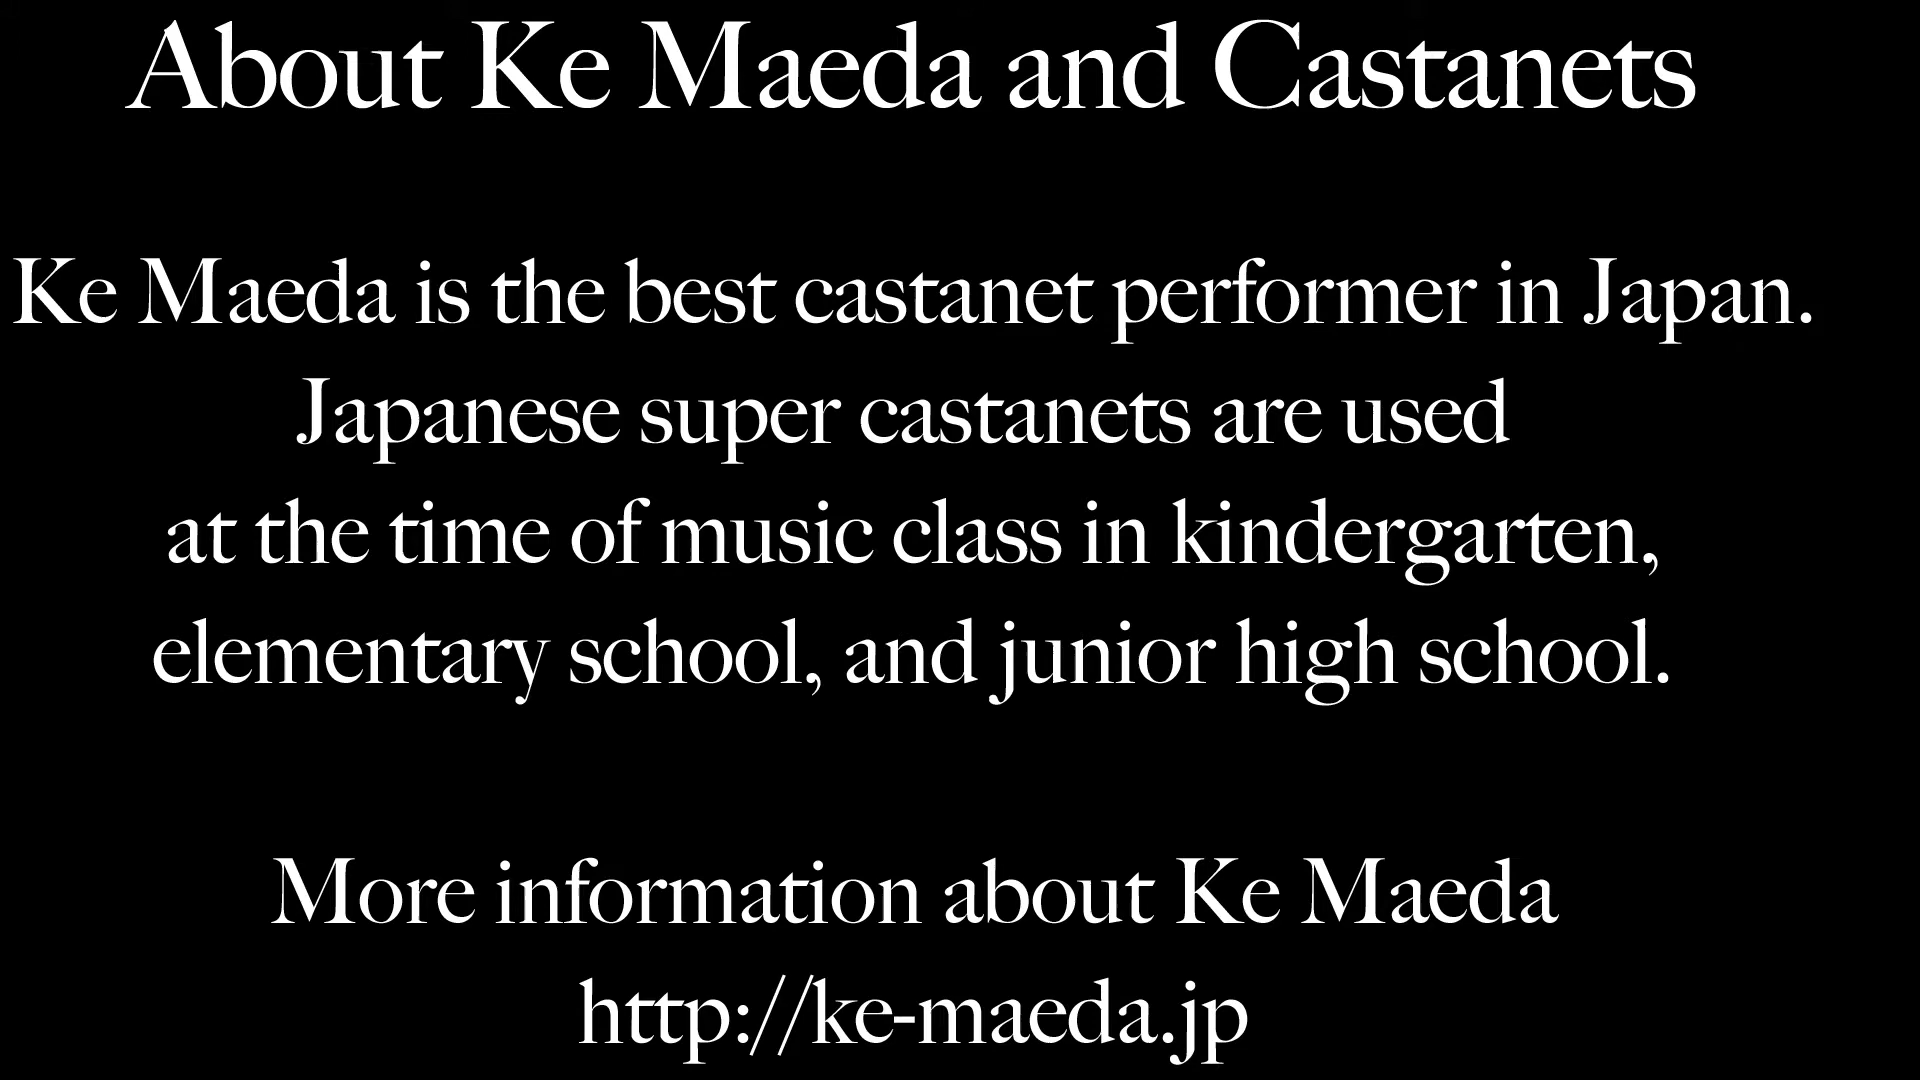 About Ke Maeda and Castanets
Ke Maeda is the best castanet performer in Japan.
Japanese super castanets are used
at the time of music class in kindergarten,
elementary school, and junior high school.
More information about Ke Maeda
http://ke-maeda.jp